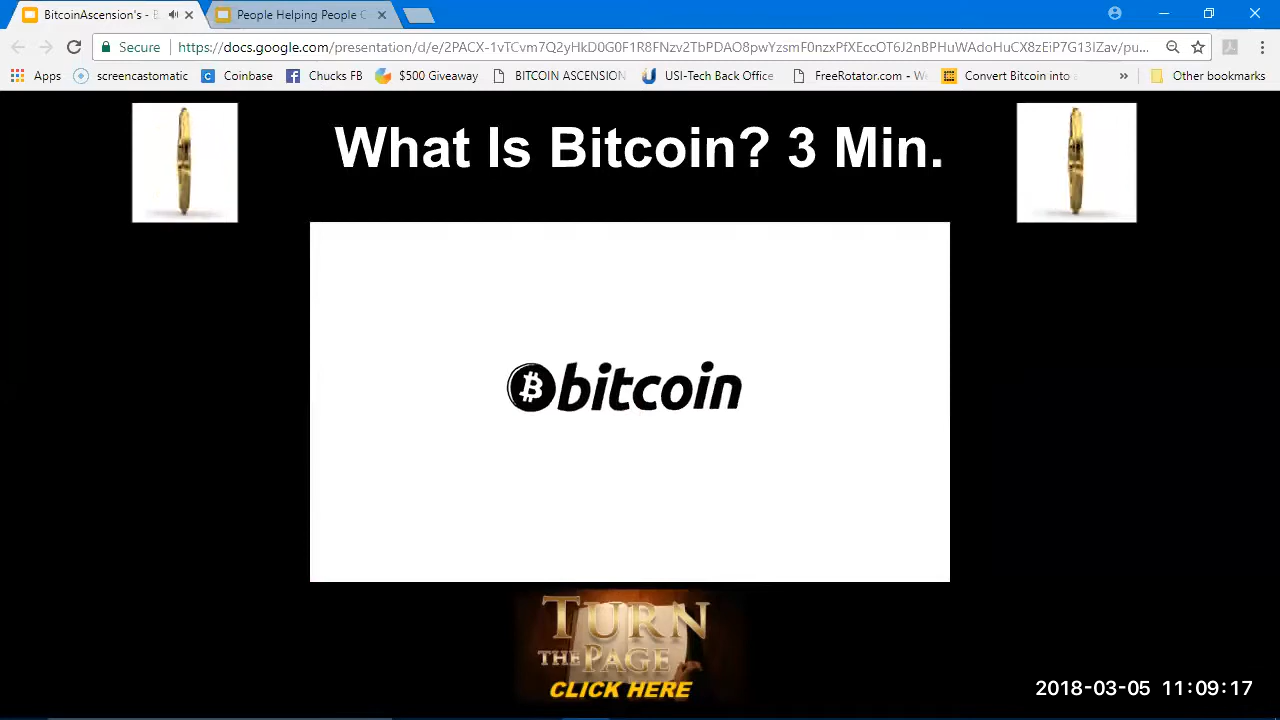 BitcoinAscension's - B
People Helping People C
Secure
https://docs.google.com/presentation/d/e/2PACX-1vTCvm7Q2yHkD0G0F1R8FNzv2TbPDAO8pwYzsmF0nzxPfXEccOT6J2nBPHuWAdoHuCX8zEiP7G13IZav/pu...
Apps screencastomatic Coinbase Chucks FB $500 Giveaway BITCOIN ASCENSION USI-Tech Back Office FreeRotator.com - We Convert Bitcoin into » Other bookmarks
What Is Bitcoin? 3 Min.
bitcoin
TURN
THE PAGE
CLICK HERE
2018-03-05 11:09:17